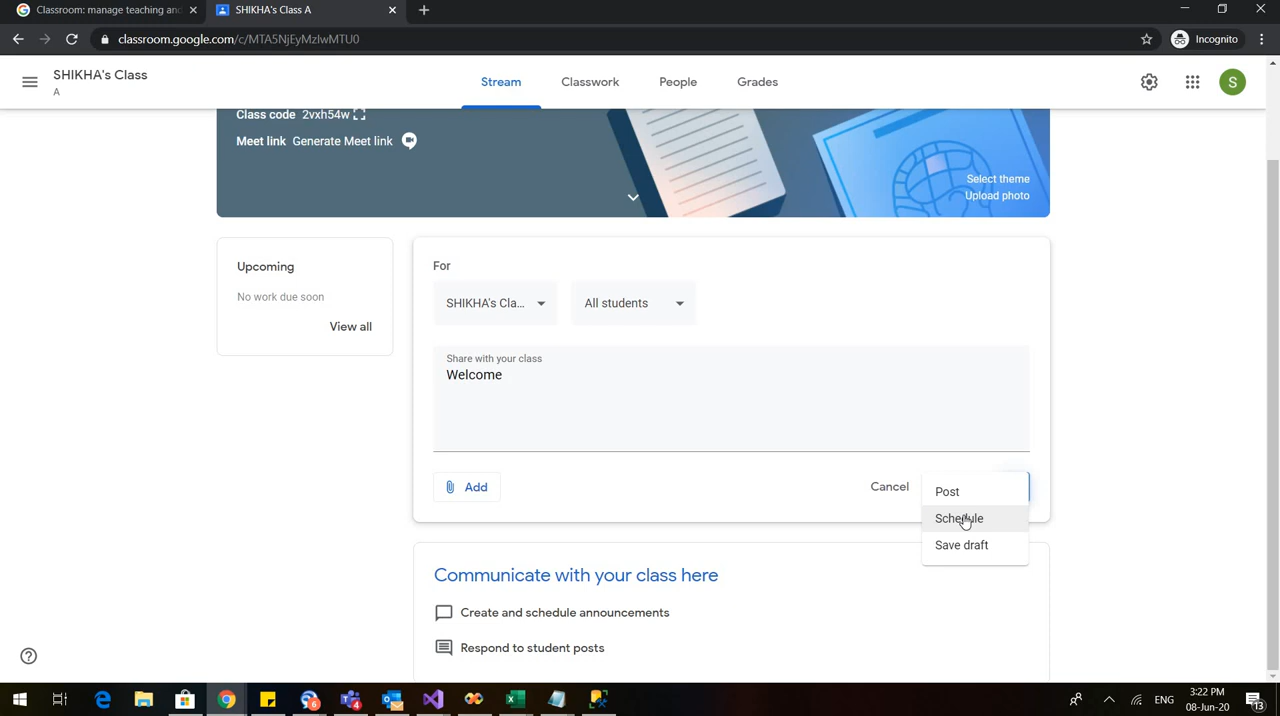 Classroom: manage teaching and
SHIKHA's Class A
classroom.google.com/c/MTA5NjEyMzIwMTU0
Incognito
SHIKHA's Class
A
Stream
Classwork
People
Grades
S
Class code 2vxh54w
Meet link Generate Meet link
Select theme
Upload photo
Upcoming
No work due soon
View all
For
SHIKHA's Cla...
All students
Share with your class
Welcome
Add
Cancel
Post
Schedule
Save draft
Communicate with your class here
Create and schedule announcements
Respond to student posts
6
4
ENG
3:22 PM
08-Jun-20
13